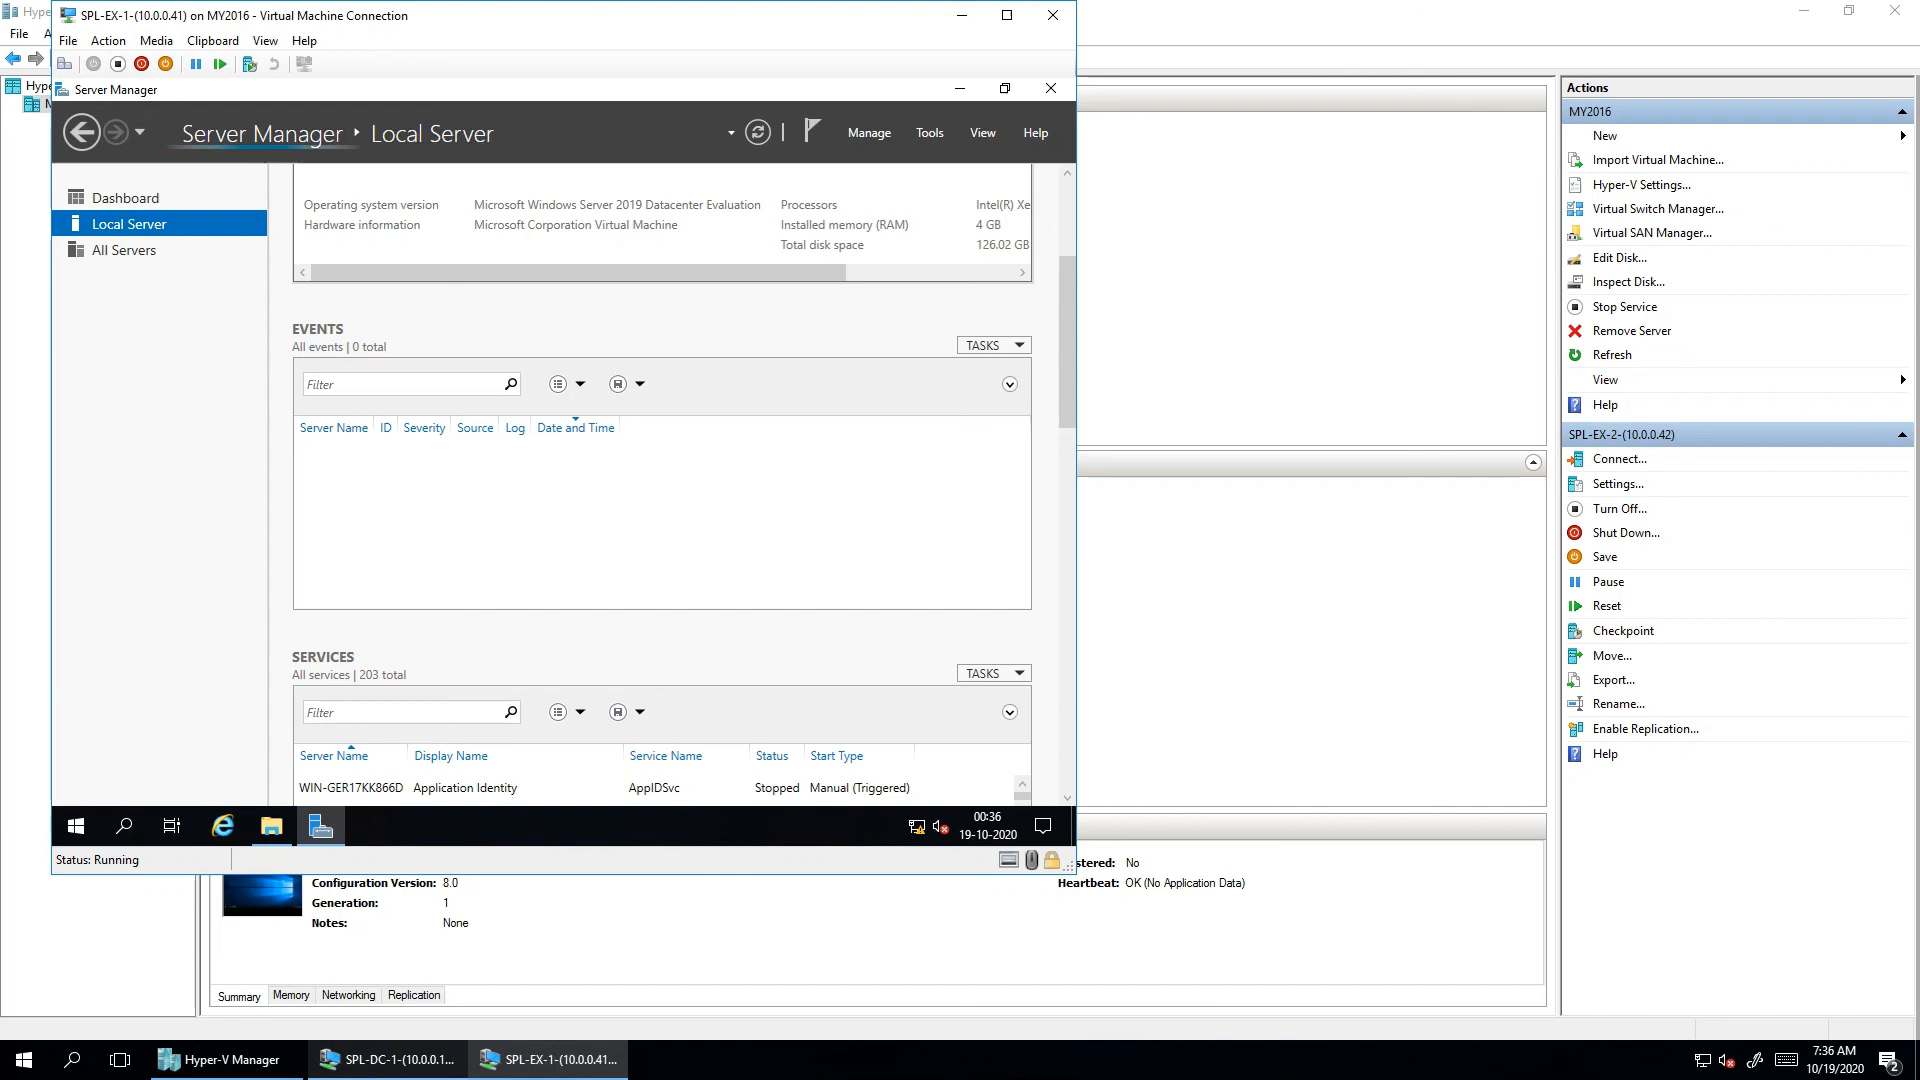 Hype
SPL-EX-1-(10.0.0.41) on MY2016 - Virtual Machine Connection
File
File Action Media Clipboard View Help
Server Manager
Server Manager Local Server
Manage Tools View Help
Dashboard
Local Server
All Servers
Operating system version Microsoft Windows Server 2019 Datacenter Evaluation Processors Intel(R) Xe
Hardware information Microsoft Corporation Virtual Machine Installed memory (RAM) 4 GB
Total disk space 126.02 GB
EVENTS
All events | 0 total
TASKS
Filter
Server Name ID Severity Source Log Date and Time
SERVICES
All services | 203 total
TASKS
Filter
Server Name Display Name Service Name Status Start Type
WIN-GER17KK866D Application Identity AppIDSvc Stopped Manual (Triggered)
00:36
19-10-2020
Status: Running
stered: No
Configuration Version: 8.0
Heartbeat: OK (No Application Data)
Generation: 1
Notes: None
Summary Memory Networking Replication
Actions
MY2016
New
Import Virtual Machine...
Hyper-V Settings...
Virtual Switch Manager...
Virtual SAN Manager...
Edit Disk...
Inspect Disk...
Stop Service
Remove Server
Refresh
View
Help
SPL-EX-2-(10.0.0.42)
Connect...
Settings...
Turn Off...
Shut Down...
Save
Pause
Reset
Checkpoint
Move...
Export...
Rename...
Enable Replication...
Help
Hyper-V Manager
SPL-DC-1-(10.0.0.1...
SPL-EX-1-(10.0.0.41...
7:36 AM
10/19/2020
2